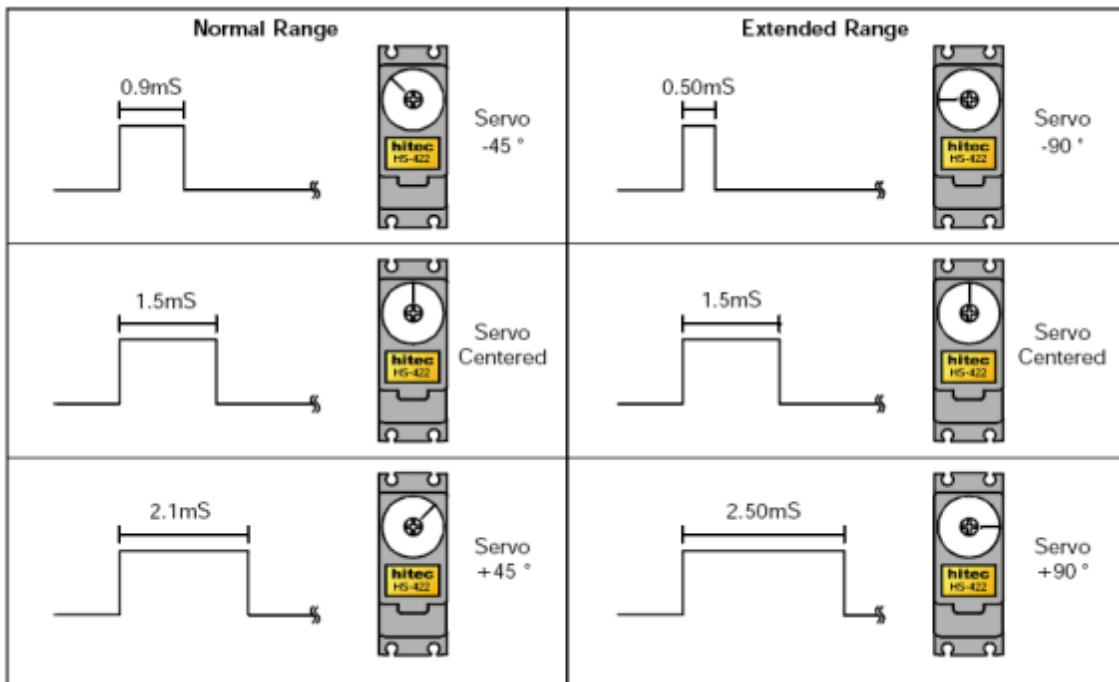 Normal Range
Extended Range
0.9mS
hitec
HS-422
Servo
-45 °
0.50mS
hitec
HS-422
Servo
-90 °
1.5mS
hitec
HS-422
Servo
Centered
1.5mS
hitec
HS-422
Servo
Centered
2.1mS
hitec
HS-422
Servo
+45 °
2.50mS
hitec
HS-422
Servo
+90 °